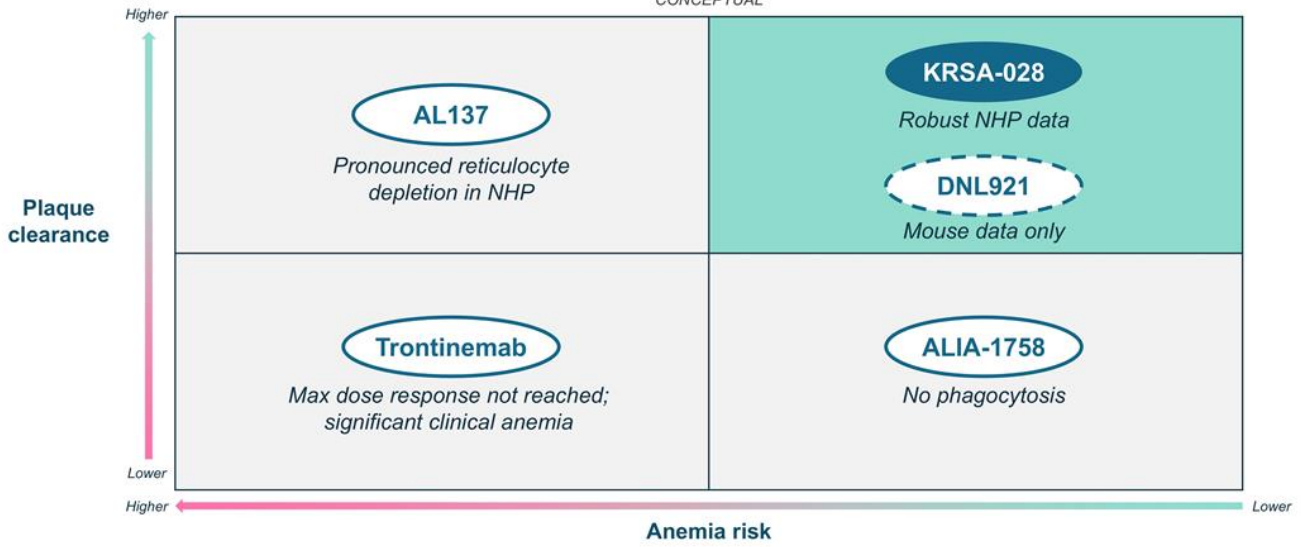 CONCEPTUAL
Higher
KRSA-028
Robust NHP data
AL137
Pronounced reticulocyte
depletion in NHP
DNL921
Mouse data only
Plaque
clearance
Trontinemab
Max dose response not reached;
significant clinical anemia
ALIA-1758
No phagocytosis
Lower
Higher
Lower
Anemia risk